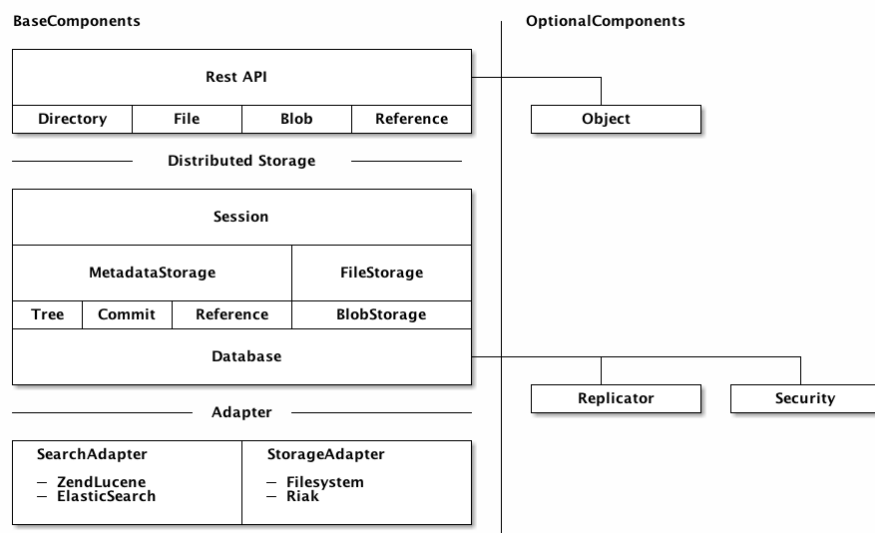 BaseComponents
OptionalComponents
Rest API
Directory
File
Blob
Reference
Object
Distributed Storage
Session
MetadataStorage
FileStorage
Tree
Commit
Reference
BlobStorage
Database
Replicator
Security
Adapter
SearchAdapter
– ZendLucene
– ElasticSearch
StorageAdapter
– Filesystem
– Riak